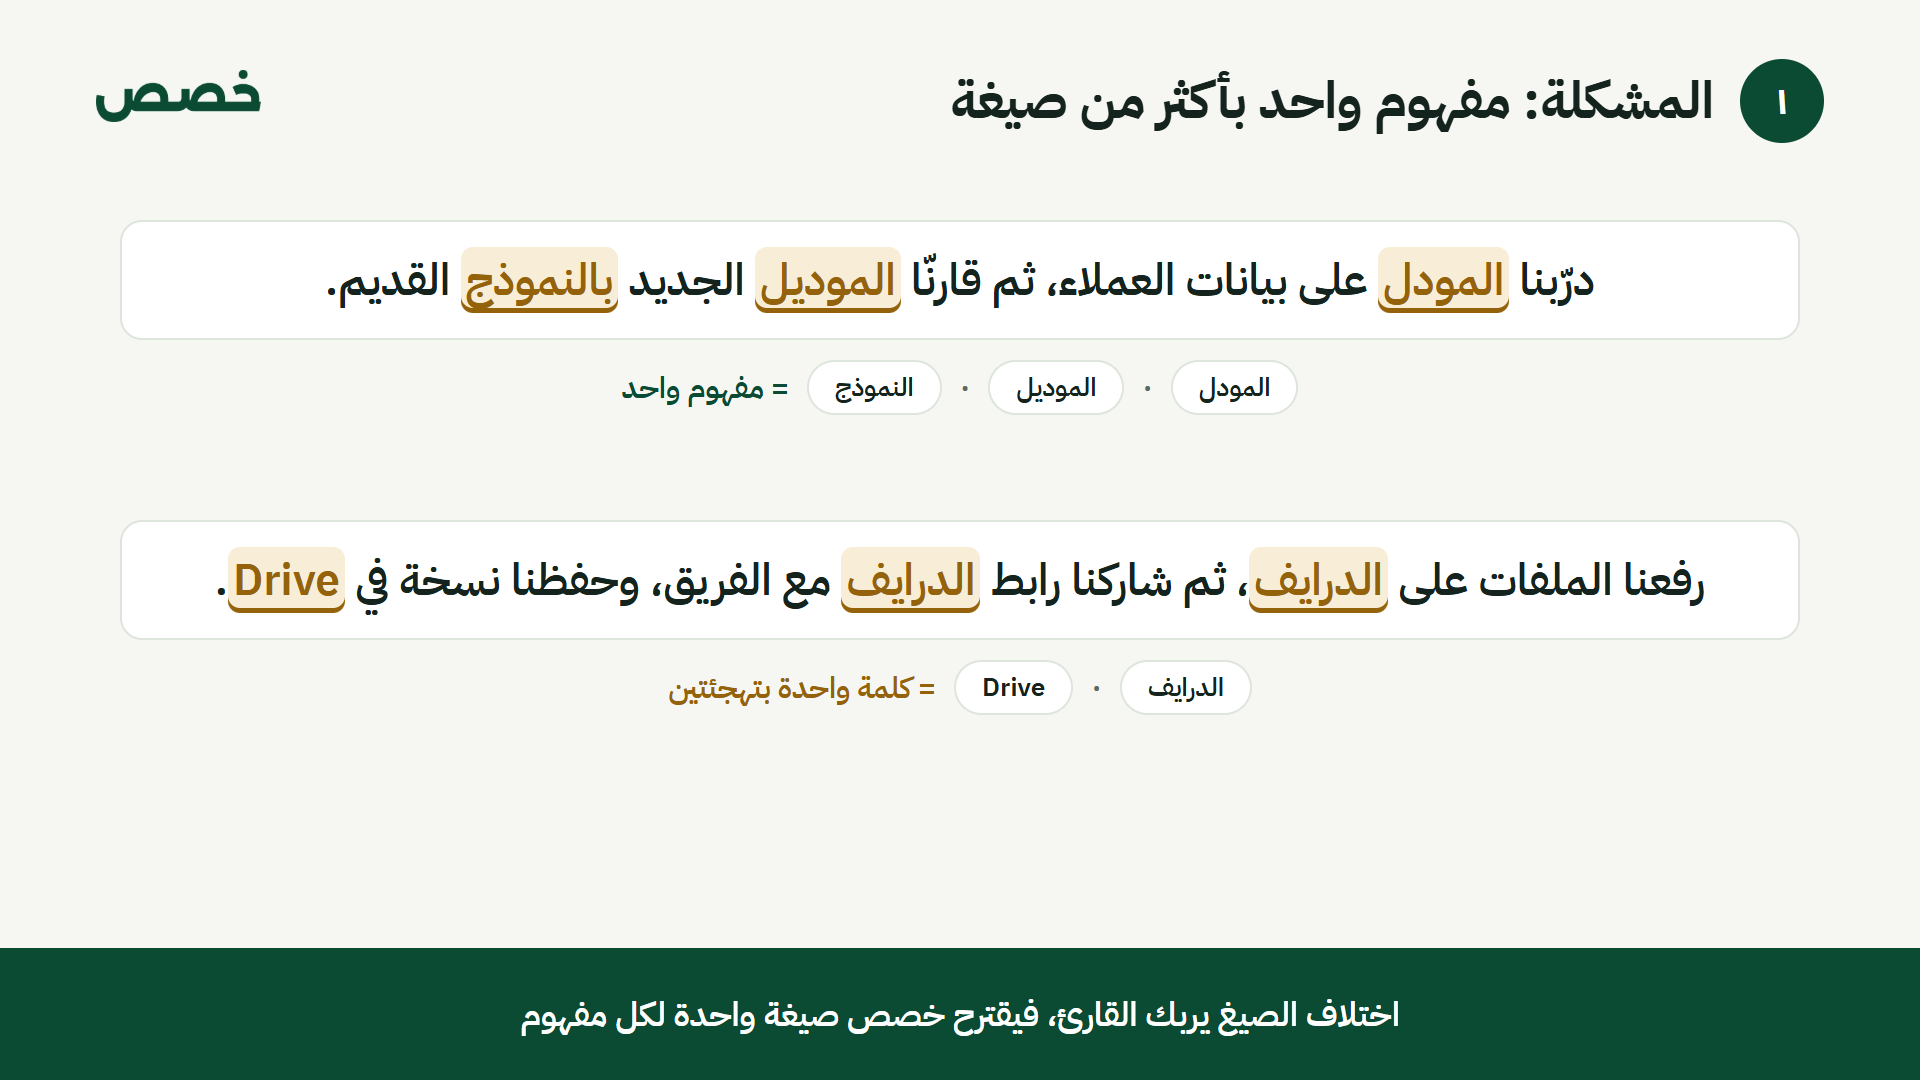 ١
المشكلة: مفهوم واحد بأكثر من صيغة
خصص
درّبنا المودل على بيانات العملاء، ثم قارنّا الموديل الجديد بالنموذج القديم.
المودل · الموديل · النموذج = مفهوم واحد
رفعنا الملفات على الدرايف، ثم شاركنا رابط الدرايف مع الفريق، وحفظنا نسخة في Drive.
الدرايف · Drive = كلمة واحدة بتهجئتين
اختلاف الصيغ يربك القارئ، فيقترح خصص صيغة واحدة لكل مفهوم